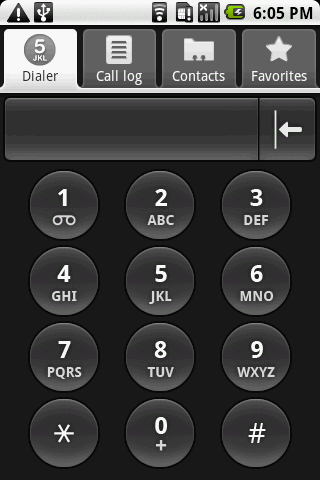 6:05 PM
5
JKL
Dialer Call log Contacts Favorites
1 2 3
ABC DEF
4 5 6
GHI JKL MNO
7 8 9
PQRS TUV WXYZ
* 0 #
+